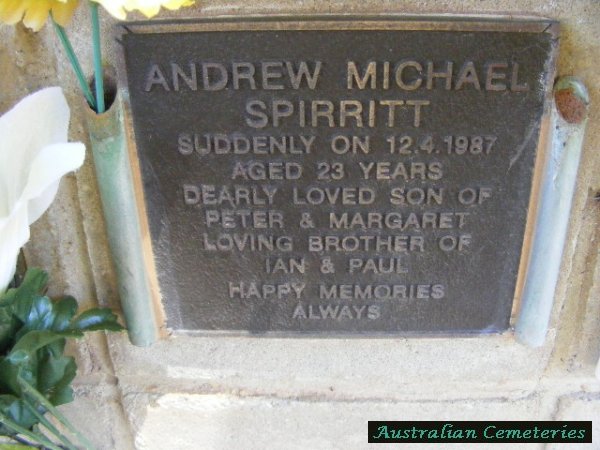 ANDREW MICHAEL
SPIRRITT
SUDDENLY ON 12.4.1987
AGED 23 YEARS
DEARLY LOVED SON OF
PETER & MARGARET
LOVING BROTHER OF
IAN & PAUL
HAPPY MEMORIES
ALWAYS
Australian Cemeteries